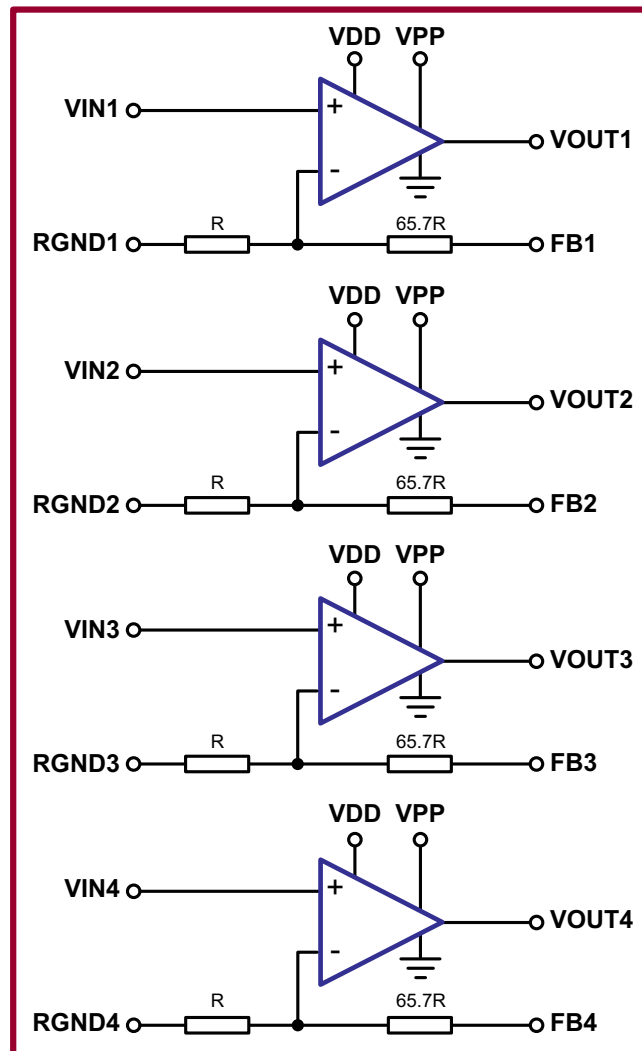 VDD VPP
VIN1
+
VOUT1
-
R 65.7R
RGND1 FB1
VDD VPP
VIN2
+
VOUT2
-
R 65.7R
RGND2 FB2
VDD VPP
VIN3
+
VOUT3
-
R 65.7R
RGND3 FB3
VDD VPP
VIN4
+
VOUT4
-
R 65.7R
RGND4 FB4